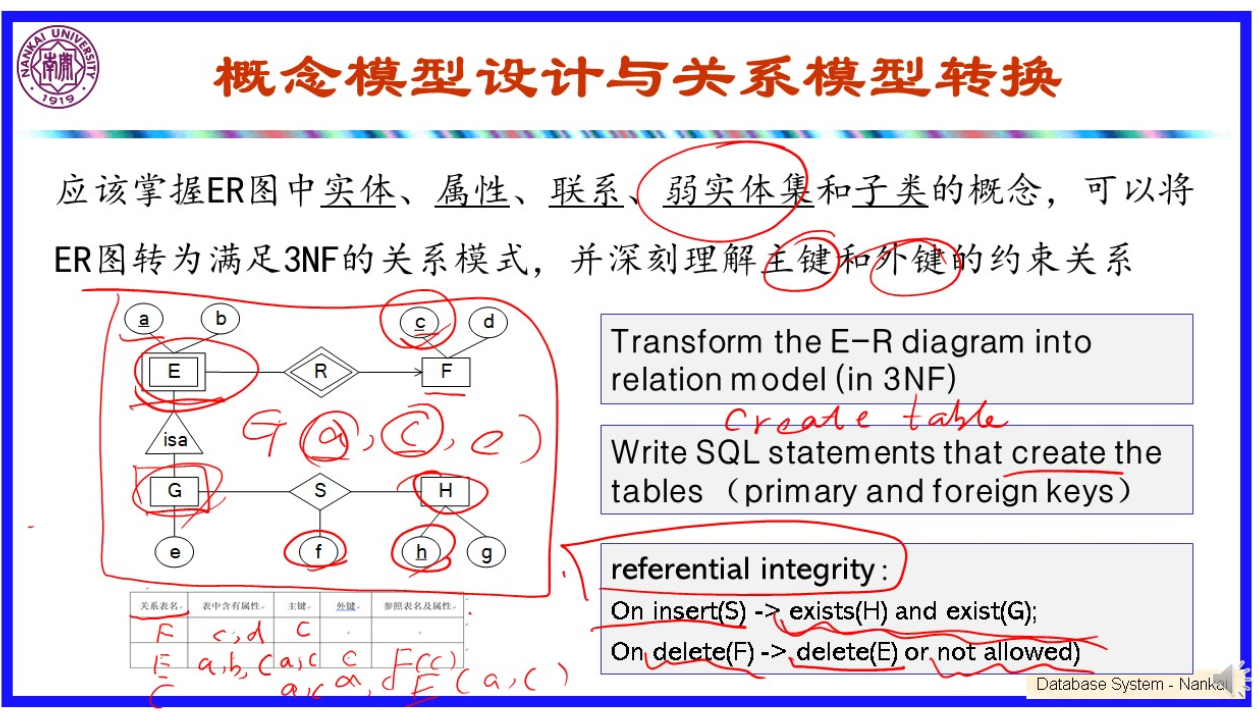 NANKAI UNIVERSITY
1919
概念模型设计与关系模型转换
应该掌握ER图中实体、属性、联系、弱实体集和子类的概念，可以将
ER图转为满足3NF的关系模式，并深刻理解主键和外键的约束关系
a b c d
E R F
isa
G(a, c, e)
G S H
e f h g
Transform the E-R diagram into
relation model (in 3NF)
Create table
Write SQL statements that create the
tables （primary and foreign keys）
referential integrity:
On insert(S) -> exists(H) and exist(G);
On delete(F) -> delete(E) or not allowed)
关系表名 表中含有属性 主键 外键 参照表名及属性
F c,d c
E a,b,c a,c c F(c)
a,c E(a,c)
Database System - Nankai